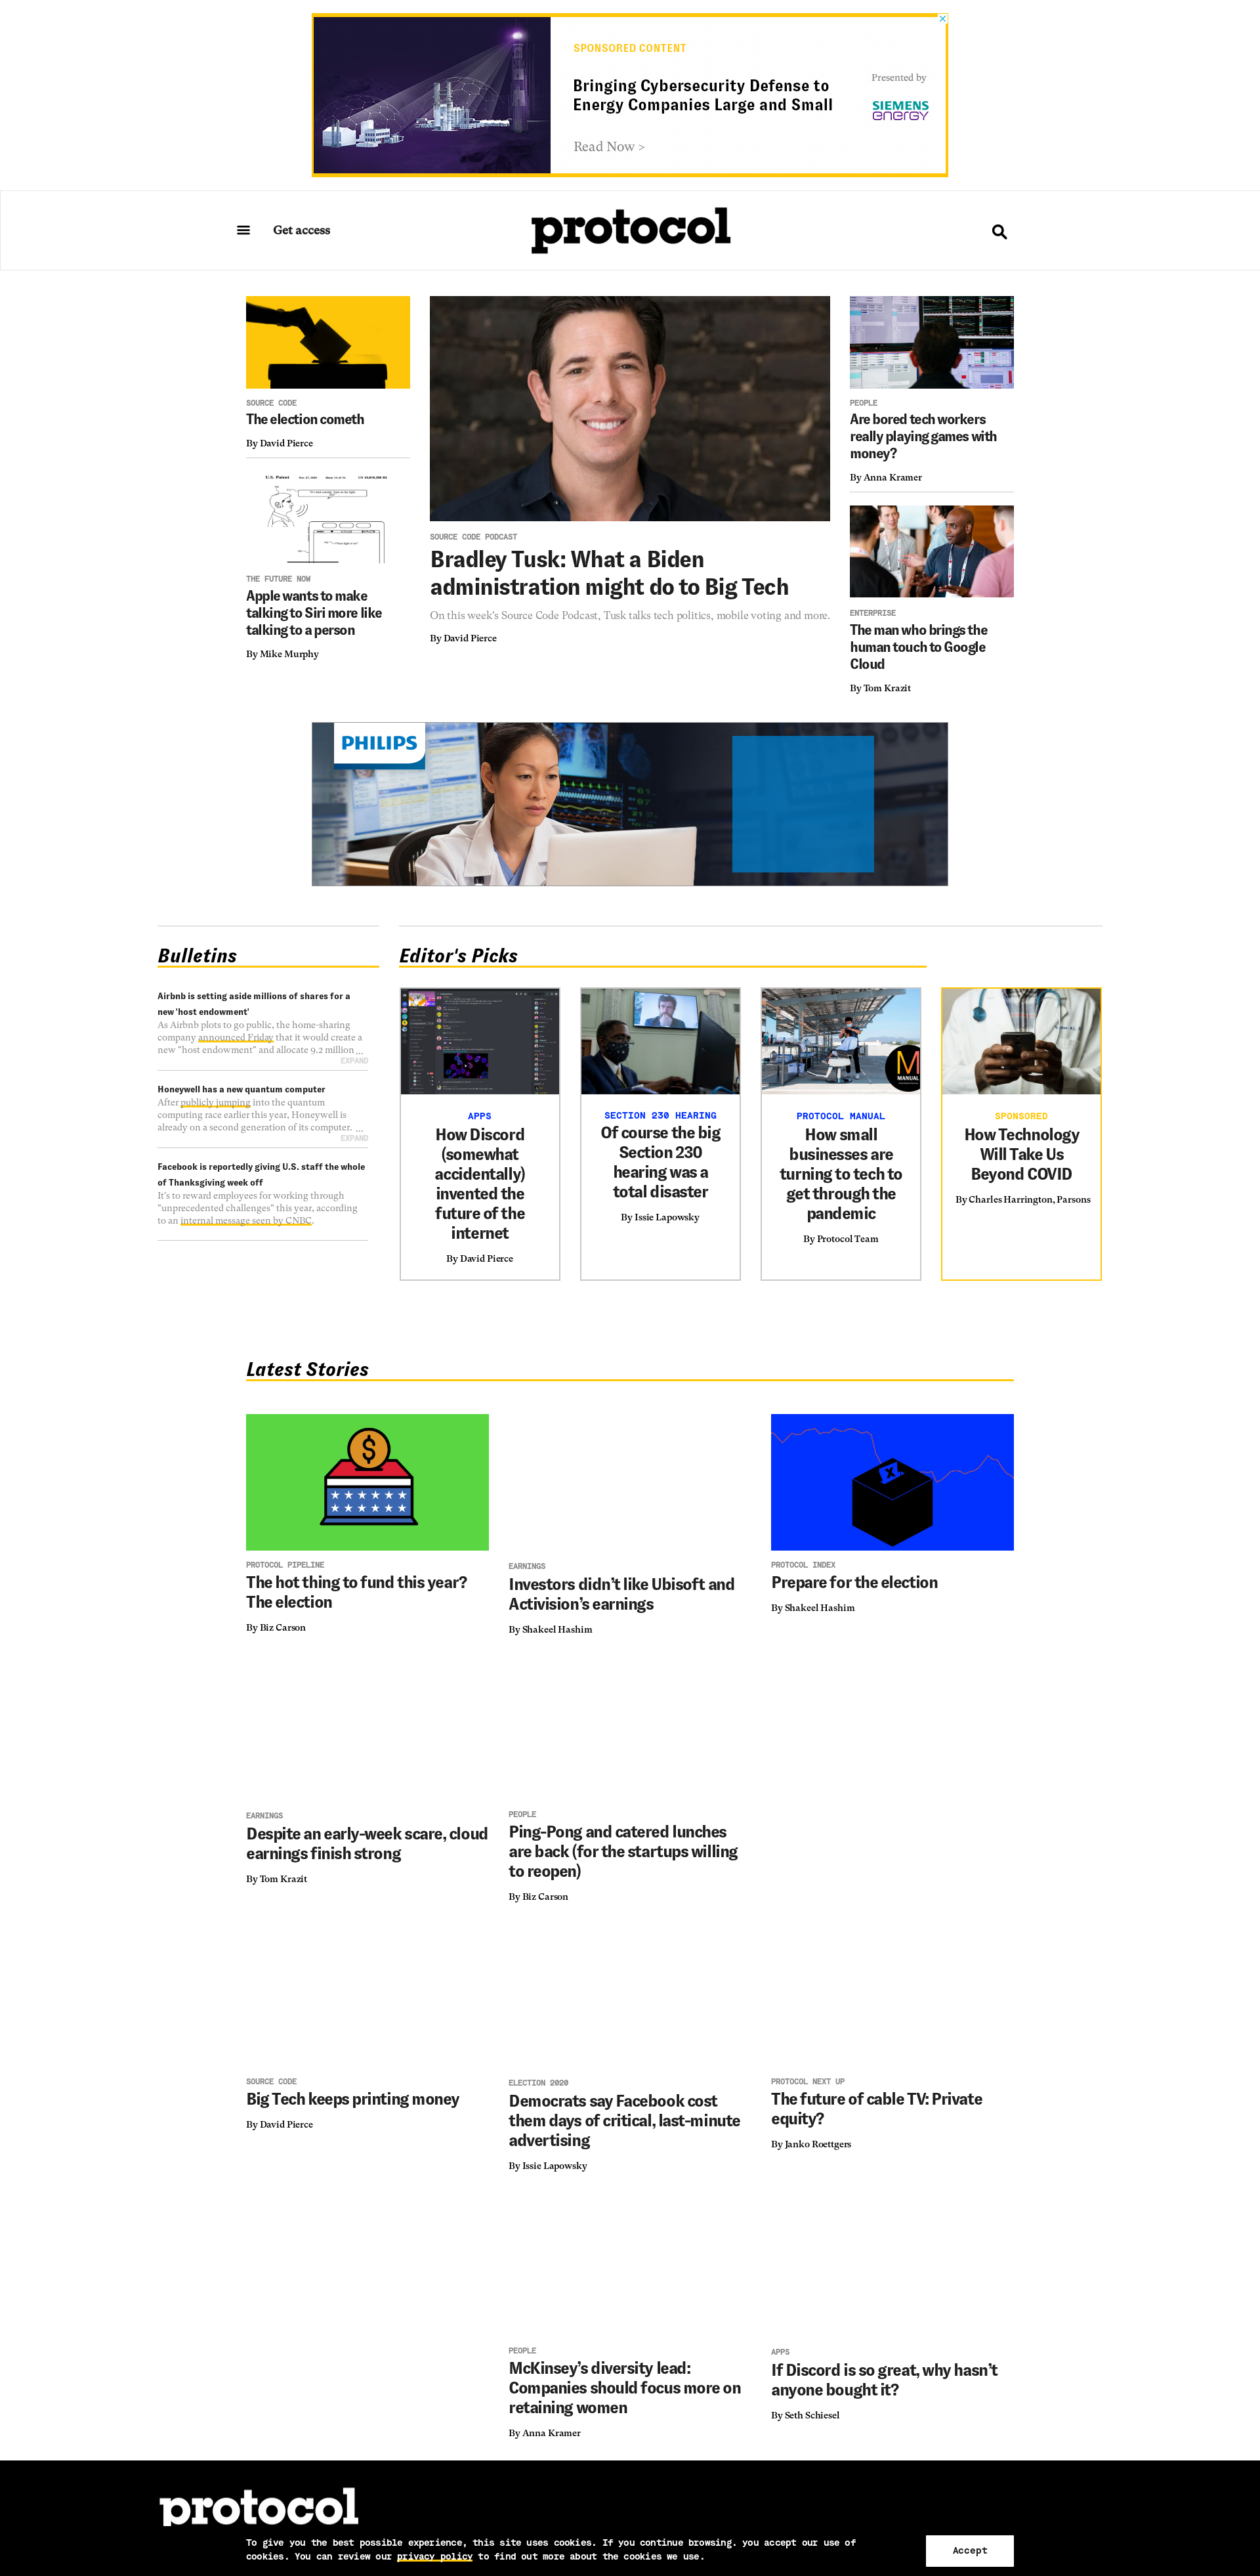 SPONSORED CONTENT
Bringing Cybersecurity Defense to
Energy Companies Large and Small
Read Now >
Presented by
SIEMENS
energy
Get access
protocol
SOURCE CODE
The election cometh
By David Pierce
U.S. Patent
THE FUTURE NOW
Apple wants to make
talking to Siri more like
talking to a person
By Mike Murphy
SOURCE CODE PODCAST
Bradley Tusk: What a Biden
administration might do to Big Tech
On this week's Source Code Podcast, Tusk talks tech politics, mobile voting and more.
By David Pierce
PEOPLE
Are bored tech workers
really playing games with
money?
By Anna Kramer
ENTERPRISE
The man who brings the
human touch to Google
Cloud
By Tom Krazit
PHILIPS
Bulletins
Airbnb is setting aside millions of shares for a
new 'host endowment'
As Airbnb plots to go public, the home-sharing
company announced Friday that it would create a
new "host endowment" and allocate 9.2 million ...
EXPAND
Honeywell has a new quantum computer
After publicly jumping into the quantum
computing race earlier this year, Honeywell is
already on a second generation of its computer. ...
EXPAND
Facebook is reportedly giving U.S. staff the whole
of Thanksgiving week off
It's to reward employees for working through
"unprecedented challenges" this year, according
to an internal message seen by CNBC.
Editor's Picks
APPS
How Discord
(somewhat
accidentally)
invented the
future of the
internet
By David Pierce
SECTION 230 HEARING
Of course the big
Section 230
hearing was a
total disaster
By Issie Lapowsky
M
MANUAL
PROTOCOL MANUAL
How small
businesses are
turning to tech to
get through the
pandemic
By Protocol Team
SPONSORED
How Technology
Will Take Us
Beyond COVID
By Charles Harrington, Parsons
Latest Stories
PROTOCOL PIPELINE
The hot thing to fund this year?
The election
By Biz Carson
EARNINGS
Investors didn’t like Ubisoft and
Activision’s earnings
By Shakeel Hashim
PROTOCOL INDEX
Prepare for the election
By Shakeel Hashim
EARNINGS
Despite an early-week scare, cloud
earnings finish strong
By Tom Krazit
PEOPLE
Ping-Pong and catered lunches
are back (for the startups willing
to reopen)
By Biz Carson
SOURCE CODE
Big Tech keeps printing money
By David Pierce
ELECTION 2020
Democrats say Facebook cost
them days of critical, last-minute
advertising
By Issie Lapowsky
PROTOCOL NEXT UP
The future of cable TV: Private
equity?
By Janko Roettgers
PEOPLE
McKinsey’s diversity lead:
Companies should focus more on
retaining women
By Anna Kramer
APPS
If Discord is so great, why hasn’t
anyone bought it?
By Seth Schiesel
protocol
To give you the best possible experience, this site uses cookies. If you continue browsing. you accept our use of
cookies. You can review our privacy policy to find out more about the cookies we use.
Accept